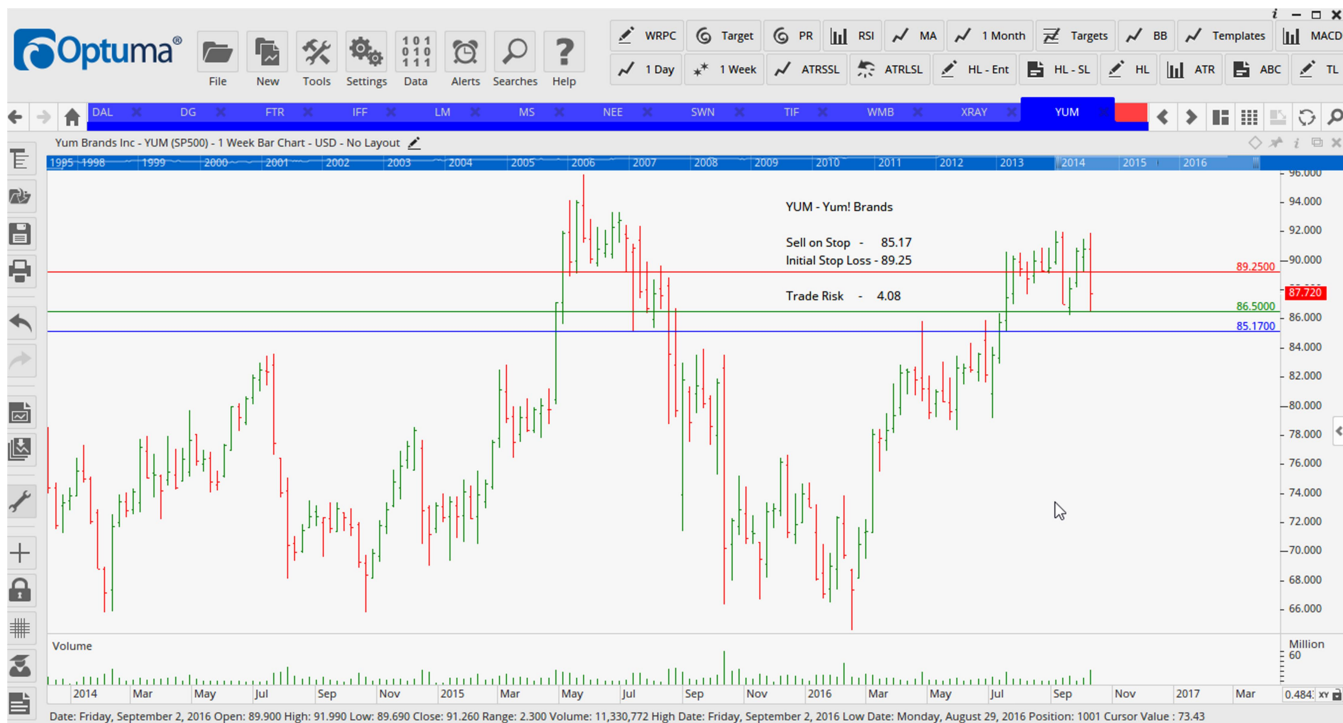 i
Optuma®
File
New
Tools
Settings
Data
Alerts
Searches
Help
WRPC
Target
PR
RSI
MA
1 Month
Targets
BB
Templates
MACD
1 Day
1 Week
ATRSSL
ATRLSL
HL - Ent
HL - SL
HL
ATR
ABC
TL
DAL
DG
FTR
IFF
LM
MS
NEE
SWN
TIF
WMB
XRAY
YUM
Yum Brands Inc - YUM (SP500) - 1 Week Bar Chart - USD - No Layout
1995 1998 1999 2000 2001 2002 2003 2004 2005 2006 2007 2008 2009 2010 2011 2012 2013 2014 2015 2016
YUM - Yum! Brands
Sell on Stop - 85.17
Initial Stop Loss - 89.25
Trade Risk - 4.08
89.2500
86.5000
85.1700
96.000
94.000
92.000
90.000
87.720
86.000
84.000
82.000
80.000
78.000
76.000
74.000
72.000
70.000
68.000
66.000
Volume
Million
60
2014 Mar May Jul Sep Nov 2015 Mar May Jul Sep Nov 2016 Mar May Jul Sep Nov 2017 Mar
0.484: XY
Date: Friday, September 2, 2016 Open: 89.900 High: 91.990 Low: 89.690 Close: 91.260 Range: 2.300 Volume: 11,330,772 High Date: Friday, September 2, 2016 Low Date: Monday, August 29, 2016 Position: 1001 Cursor Value : 73.43